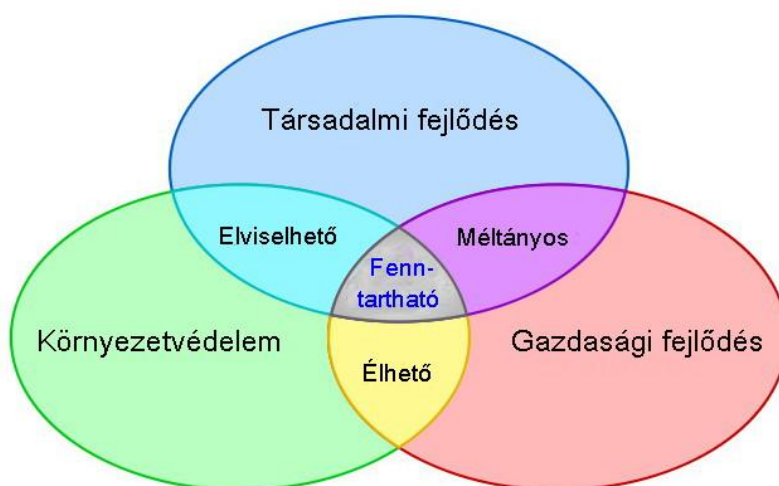 Társadalmi fejlődés
Elviselhető
Méltányos
Fenn-
tartható
Környezetvédelem
Gazdasági fejlődés
Élhető